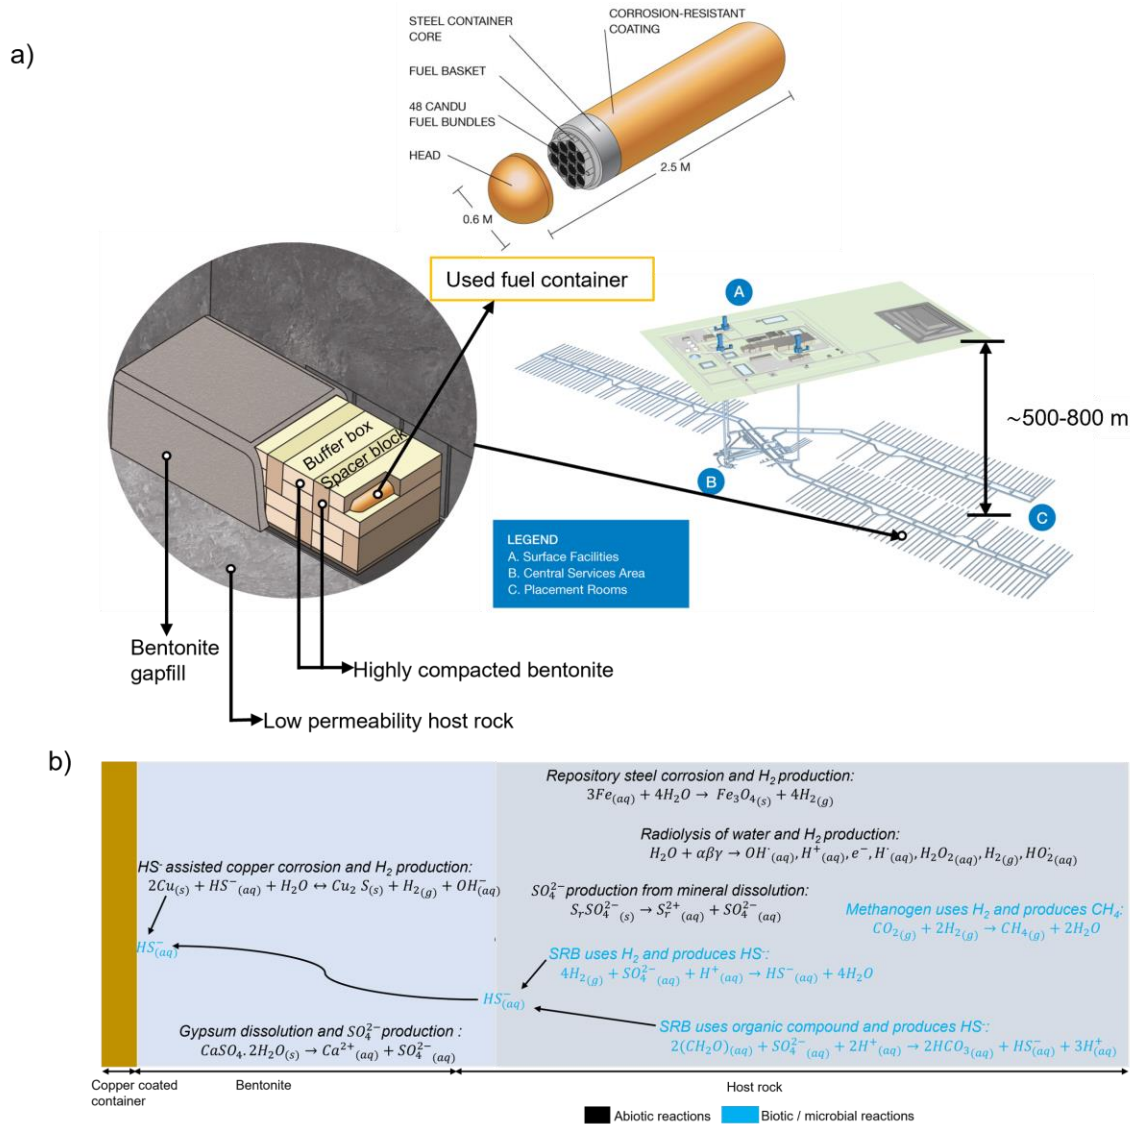 a)
STEEL CONTAINER
CORE
CORROSION-RESISTANT
COATING
FUEL BASKET
48 CANDU
FUEL BUNDLES
HEAD
2.5 M
0.6 M
Used fuel container
A
~500-800 m
Buffer box
Spacer block
B
C
LEGEND
A. Surface Facilities
B. Central Services Area
C. Placement Rooms
Bentonite
gapfill
Highly compacted bentonite
Low permeability host rock
b)
Repository steel corrosion and H₂ production:
3Fe(aq) + 4H₂O → Fe₃O₄(s) + 4H₂(g)
Radiolysis of water and H₂ production:
H₂O + αβγ → OH·(aq), H⁺(aq), e⁻, H·(aq), H₂O₂(aq), H₂(g), HO₂·(aq)
HS⁻ assisted copper corrosion and H₂ production:
2Cu(s) + HS⁻(aq) + H₂O ↔ Cu₂ S(s) + H₂(g) + OH⁻(aq)
SO₄²⁻ production from mineral dissolution:
SᵣSO₄²⁻(s) → Sᵣ²⁺(aq) + SO₄²⁻(aq)
Methanogen uses H₂ and produces CH₄:
CO₂(g) + 2H₂(g) → CH₄(g) + 2H₂O
HS⁻(aq)
SRB uses H₂ and produces HS⁻:
4H₂(g) + SO₄²⁻(aq) + H⁺(aq) → HS⁻(aq) + 4H₂O
HS⁻(aq)
SRB uses organic compound and produces HS⁻:
2(CH₂O)(aq) + SO₄²⁻(aq) + 2H⁺(aq) → 2HCO₃(aq) + HS⁻(aq) + 3H⁺(aq)
Gypsum dissolution and SO₄²⁻ production :
CaSO₄. 2H₂O(s) → Ca²⁺(aq) + SO₄²⁻(aq)
Copper coated
container
Bentonite
Host rock
Abiotic reactions
Biotic / microbial reactions